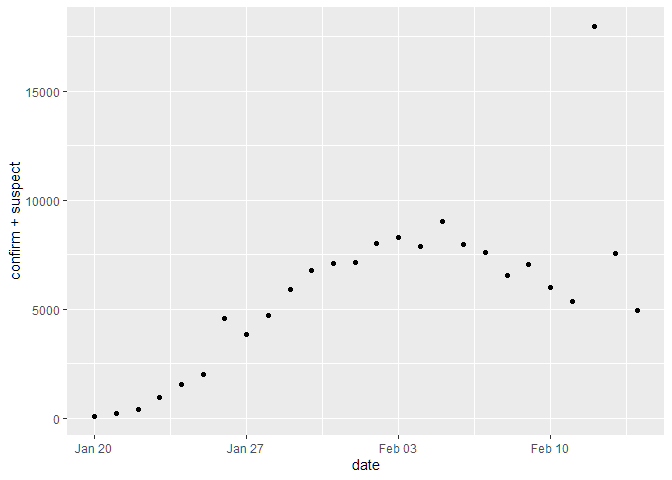 15000
10000
5000
0
confirm + suspect
Jan 20
Jan 27
Feb 03
Feb 10
date